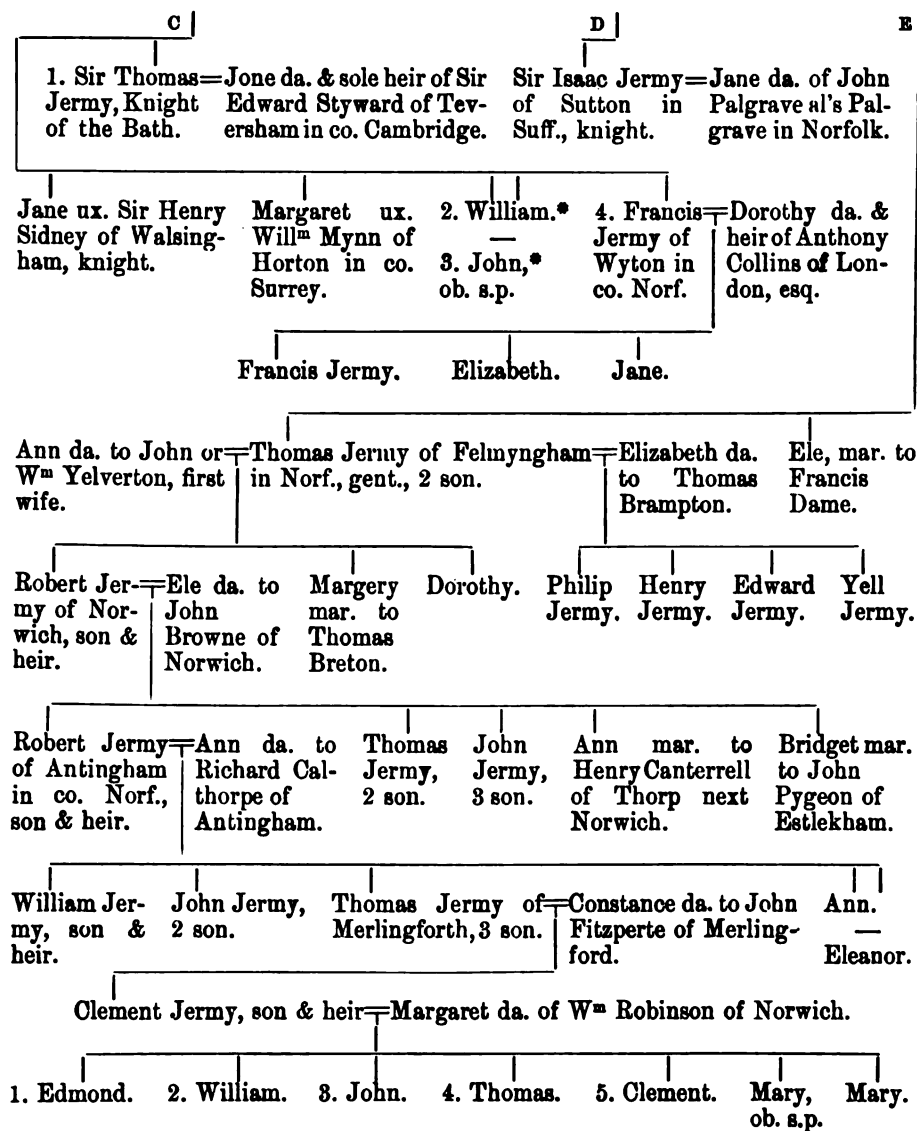 C D E
1. Sir Thomas=Jone da. & sole heir of Sir
Jermy, Knight Edward Styward of Tev-
of the Bath. ersham in co. Cambridge.
Sir Isaac Jermy=Jane da. of John
of Sutton in Palgrave al's Pal-
Suff., knight. grave in Norfolk.
Jane ux. Sir Henry
Sidney of Walsing-
ham, knight.
Margaret ux.
Willm Mynn of
Horton in co.
Surrey.
2. William.*
—
3. John,*
ob. s.p.
4. Francis=Dorothy da. &
Jermy of heir of Anthony
Wyton in Collins of Lon-
co. Norf. don, esq.
Francis Jermy. Elizabeth. Jane.
Ann da. to John or=Thomas Jermy of Felmyngham=Elizabeth da.
Wm Yelverton, first in Norf., gent., 2 son. to Thomas
wife. Brampton.
Ele, mar. to
Francis
Dame.
Robert Jer-=Ele da. to
my of Nor- John
wich, son & Browne of
heir. Norwich.
Margery
mar. to
Thomas
Breton.
Dorothy.
Philip
Jermy.
Henry
Jermy.
Edward
Jermy.
Yell
Jermy.
Robert Jermy=Ann da. to
of Antingham Richard Cal-
in co. Norf., thorpe of
son & heir. Antingham.
Thomas
Jermy,
2 son.
John
Jermy,
3 son.
Ann mar. to
Henry Canterrell
of Thorp next
Norwich.
Bridget mar.
to John
Pygeon of
Estlekham.
William Jer-
my, son &
heir.
John Jermy,
2 son.
Thomas Jermy of=Constance da. to John
Merlingforth, 3 son. Fitzperte of Merling-
ford.
Ann.
—
Eleanor.
Clement Jermy, son & heir=Margaret da. of Wm Robinson of Norwich.
1. Edmond. 2. William. 3. John. 4. Thomas. 5. Clement. Mary, Mary.
ob. s.p.